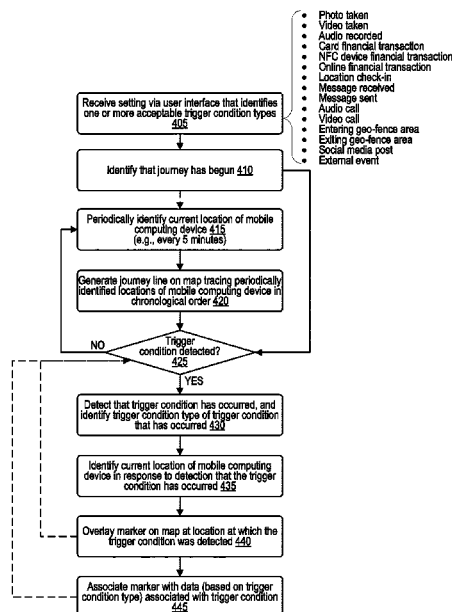 • Photo taken
• Video taken
• Audio recorded
• Card financial transaction
• NFC device financial transaction
• Online financial transaction
• Location check-in
• Message received
• Message sent
• Audio call
• Video call
• Entering geo-fence area
• Exiting geo-fence area
• Social media post
• External event
Receive setting via user interface that identifies
one or more acceptable trigger condition types
405
Identify that journey has begun 410
Periodically identify current location of mobile
computing device 415
(e.g., every 5 minutes)
Generate journey line on map tracing periodically
identified locations of mobile computing device in
chronological order
420
Trigger
condition detected?
425
NO
YES
Detect that trigger condition has occurred, and
identify trigger condition type of trigger condition
that has occurred 430
Identify current location of mobile computing
device in response to detection that the trigger
condition has occurred 435
Overlay marker on map at location at which the
trigger condition was detected 440
Associate marker with data (based on trigger
condition type) associated with trigger condition
445